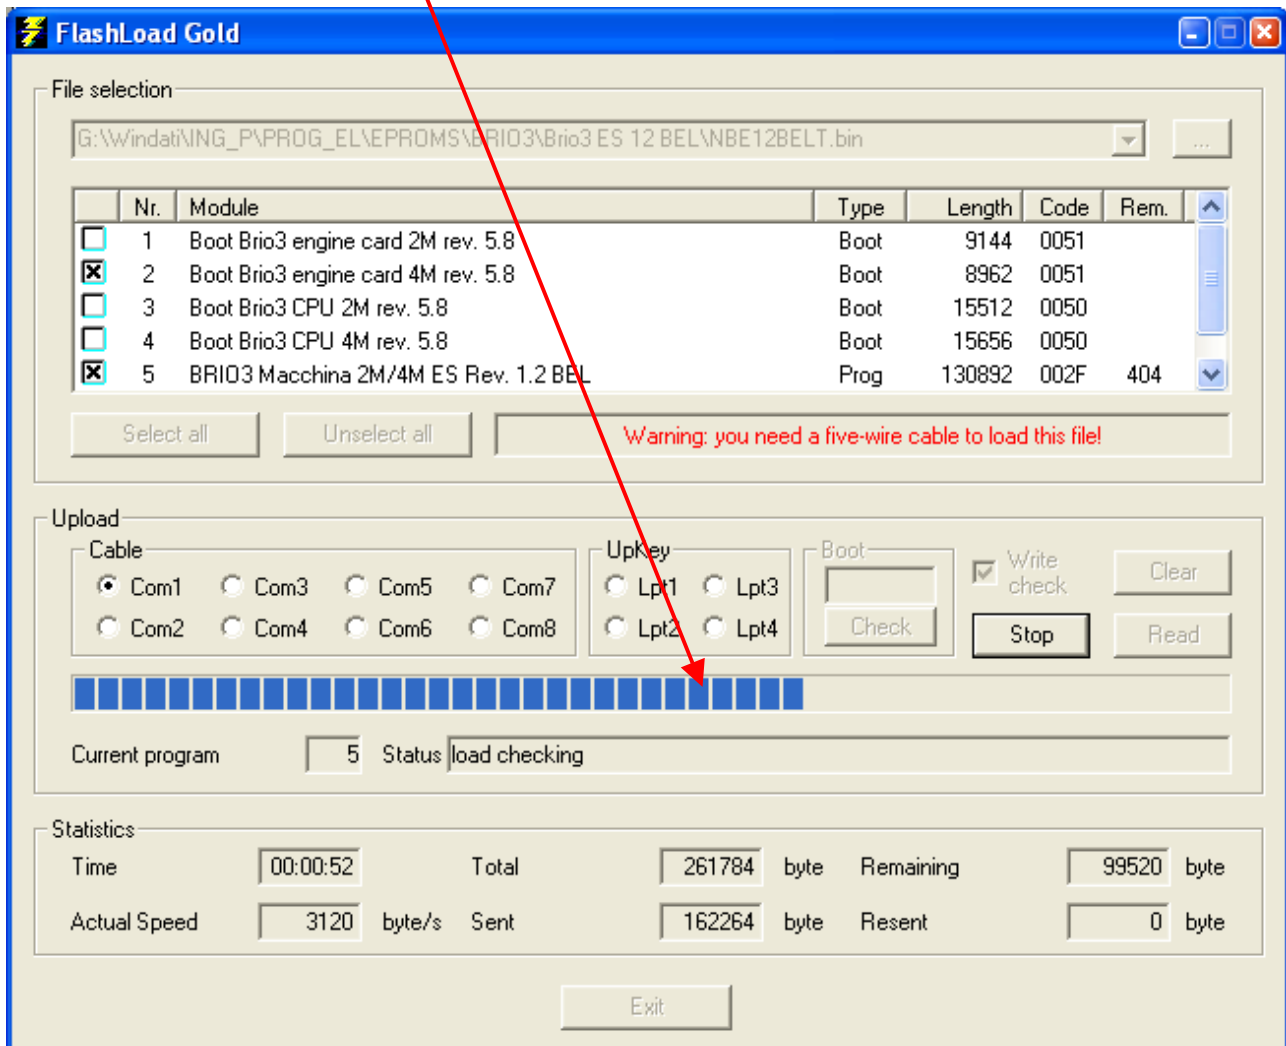 FlashLoad Gold
File selection
G:\Windati\ING_P\PROG_EL\EPROMS\BRIO3\Brio3 ES 12 BEL\NBE12BELT.bin ...
Nr. Module Type Length Code Rem.
1 Boot Brio3 engine card 2M rev. 5.8 Boot 9144 0051
2 Boot Brio3 engine card 4M rev. 5.8 Boot 8962 0051
3 Boot Brio3 CPU 2M rev. 5.8 Boot 15512 0050
4 Boot Brio3 CPU 4M rev. 5.8 Boot 15656 0050
5 BRIO3 Macchina 2M/4M ES Rev. 1.2 BEL Prog 130892 002F 404
Select all Unselect all Warning: you need a five-wire cable to load this file!
Upload
Cable UpKey Boot
Com1 Com3 Com5 Com7 Lpt1 Lpt3 Write check Clear
Com2 Com4 Com6 Com8 Lpt2 Lpt4 Check Stop Read
Current program 5 Status load checking
Statistics
Time 00:00:52 Total 261784 byte Remaining 99520 byte
Actual Speed 3120 byte/s Sent 162264 byte Resent 0 byte
Exit